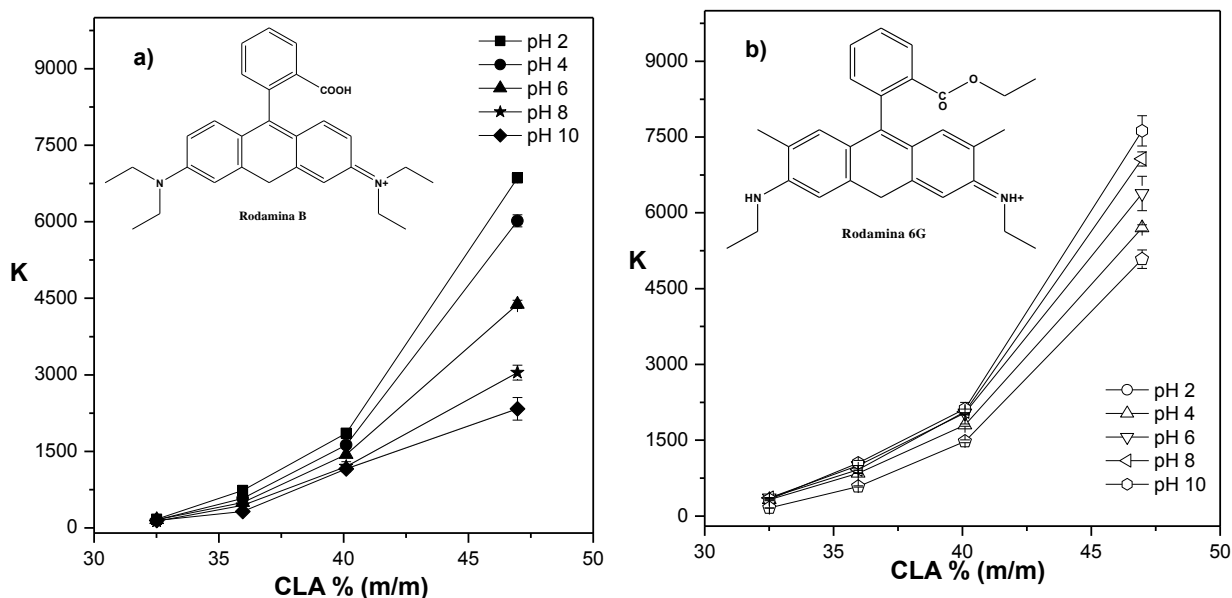 a)
pH 2
pH 4
pH 6
pH 8
pH 10
COOH
N
N+
Rodamina B
K
9000
7500
6000
4500
3000
1500
0
30
35
40
45
50
CLA % (m/m)
b)
O
C
O
HN
NH+
Rodamina 6G
K
9000
7500
6000
4500
3000
1500
0
pH 2
pH 4
pH 6
pH 8
pH 10
30
35
40
45
50
CLA % (m/m)